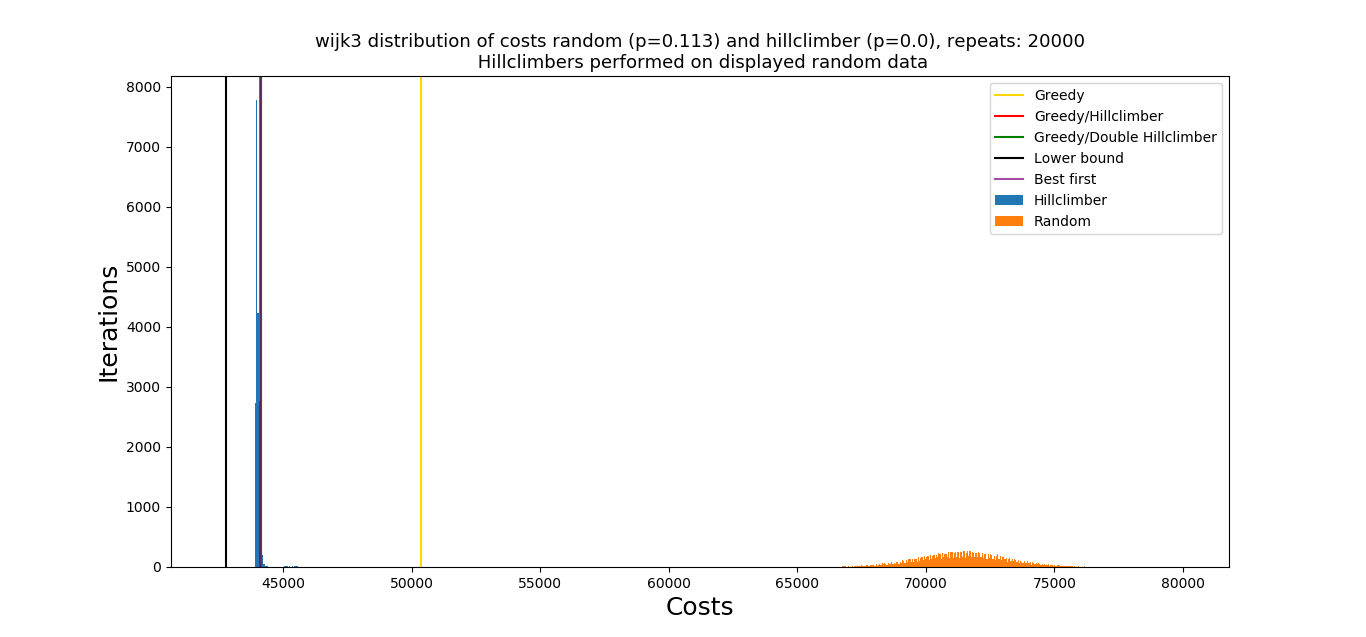 wijk3 distribution of costs random (p=0.113) and hillclimber (p=0.0), repeats: 20000
Hillclimbers performed on displayed random data
8000
7000
6000
5000
4000
3000
2000
1000
0
Iterations
45000
50000
55000
60000
65000
70000
75000
80000
Costs
Greedy
Greedy/Hillclimber
Greedy/Double Hillclimber
Lower bound
Best first
Hillclimber
Random